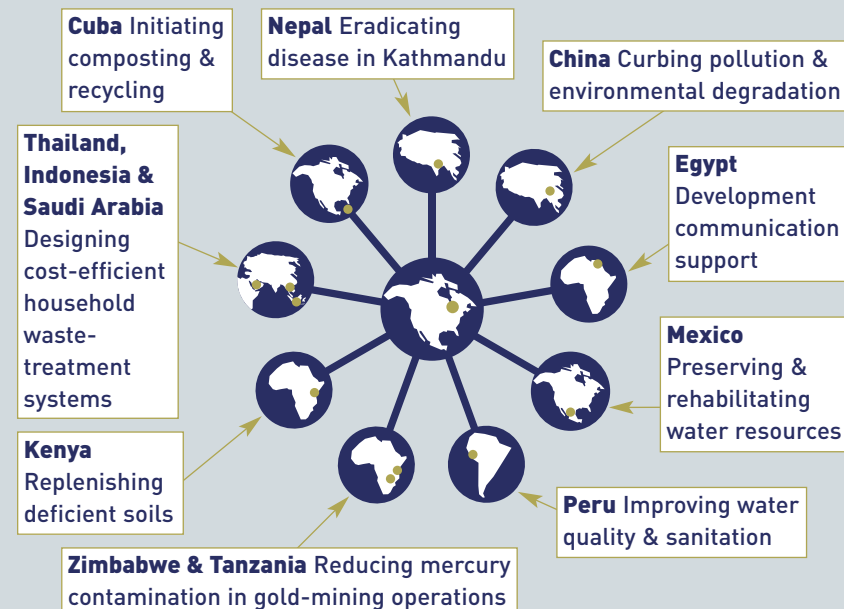 Cuba Initiating
composting &
recycling
Nepal Eradicating
disease in Kathmandu
China Curbing pollution &
environmental degradation
Thailand,
Indonesia &
Saudi Arabia
Designing
cost-efficient
household
waste-
treatment
systems
Egypt
Development
communication
support
Mexico
Preserving &
rehabilitating
water resources
Kenya
Replenishing
deficient soils
Peru Improving water
quality & sanitation
Zimbabwe & Tanzania Reducing mercury
contamination in gold-mining operations